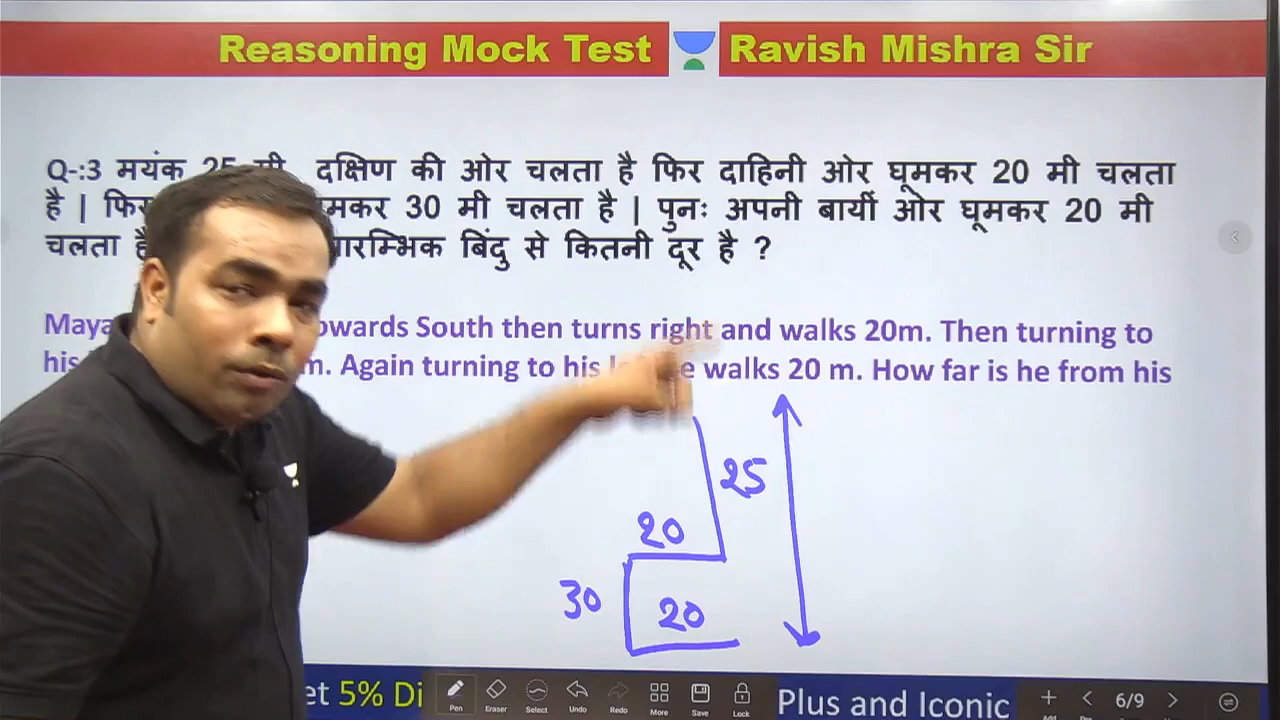 Reasoning Mock Test Ravish Mishra Sir
Q-:3 मयंक 25 मी दक्षिण की ओर चलता है फिर दाहिनी ओर घूमकर 20 मी चलता
है | फिर मकर 30 मी चलता है | पुनः अपनी बायीं ओर घूमकर 20 मी
चलता है ारम्भिक बिंदु से कितनी दूर है ?
Maya owards South then turns right and walks 20m. Then turning to
his m. Again turning to his walks 20 m. How far is he from his
25
20
30
20
et 5% Di Plus and Iconic
Pen Eraser Select Undo Redo More Save Lock Add 6/9